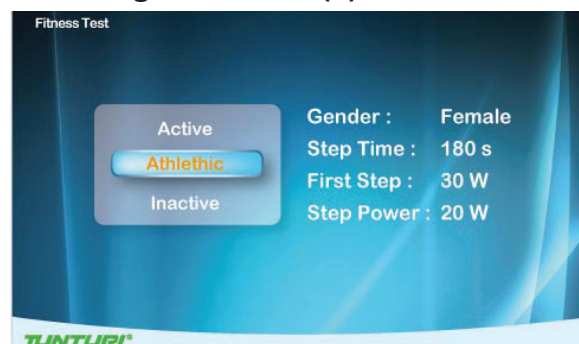 Fitness Test
Active
Athlethic
Inactive
Gender : Female
Step Time : 180 s
First Step : 30 W
Step Power : 20 W
TUNTURI®